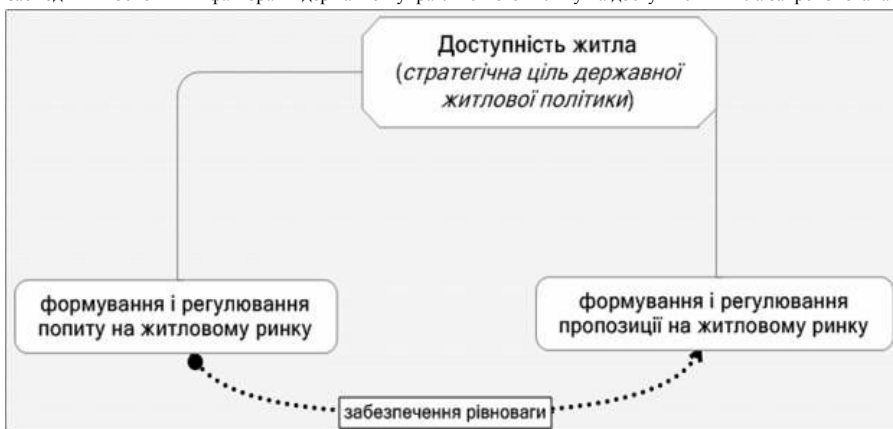 Доступність житла
(стратегічна ціль державної
житлової політики)
формування і регулювання
попиту на житловому ринку
формування і регулювання
пропозиції на житловому ринку
забезпечення рівноваги